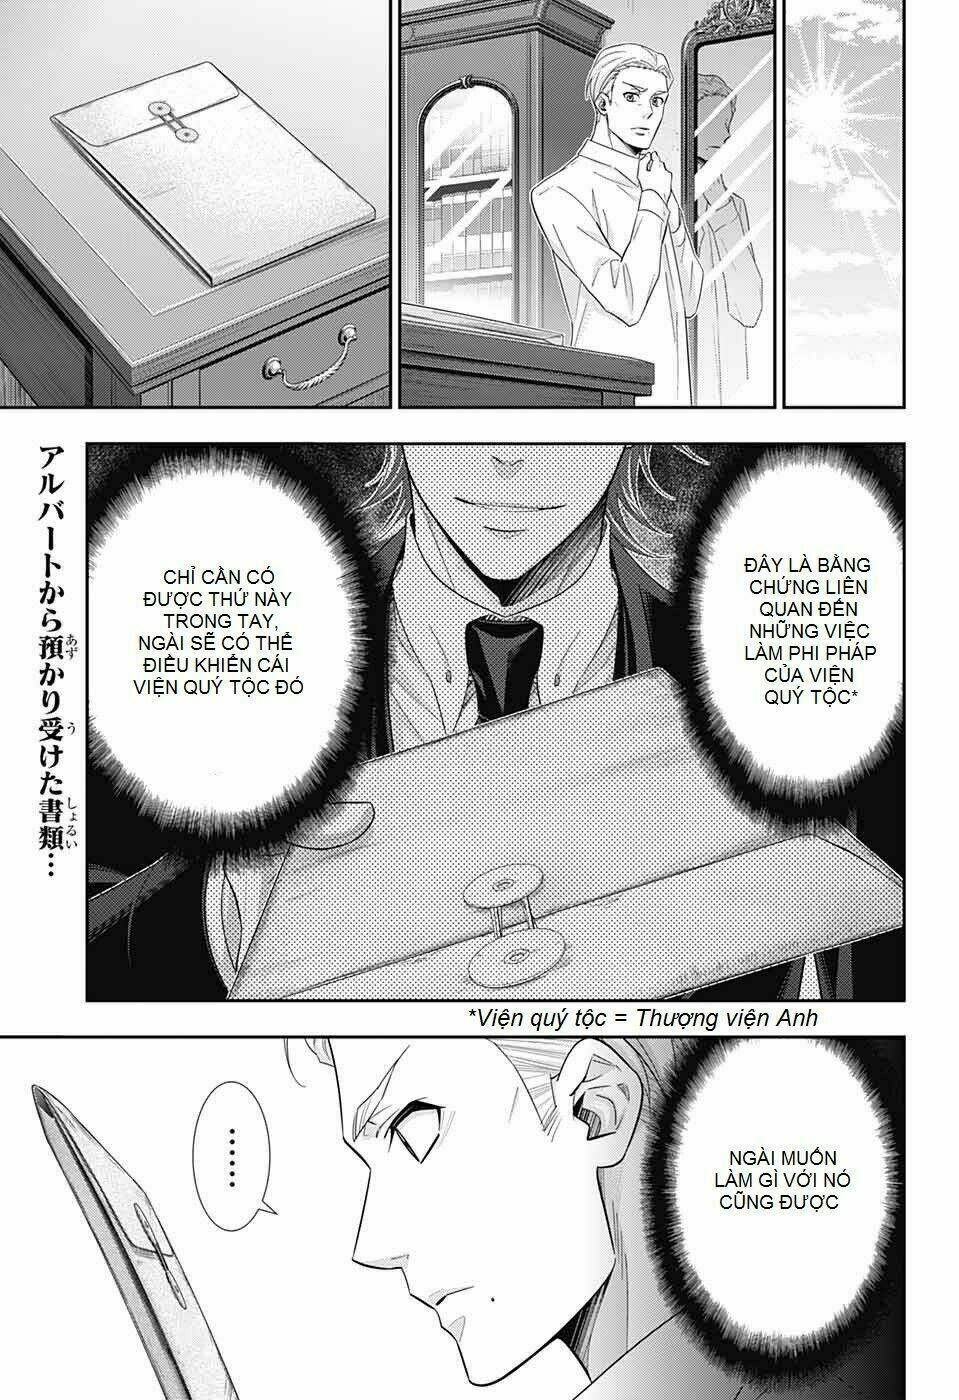 ĐÂY LÀ BẰNG
CHỨNG LIÊN
QUAN ĐẾN
NHỮNG VIỆC
LÀM PHI PHÁP
CỦA VIỆN
QUÝ TỘC*
CHỈ CẦN CÓ
ĐƯỢC THỨ NÀY
TRONG TAY,
NGÀI SẼ CÓ THỂ
ĐIỀU KHIỂN CÁI
VIỆN QUÝ TỘC ĐÓ
アルバートから預かり受けた書類…
あず
う
しょるい
*Viện quý tộc = Thượng viện Anh
NGÀI MUỐN
LÀM GÌ VỚI NÓ
CŨNG ĐƯỢC
……